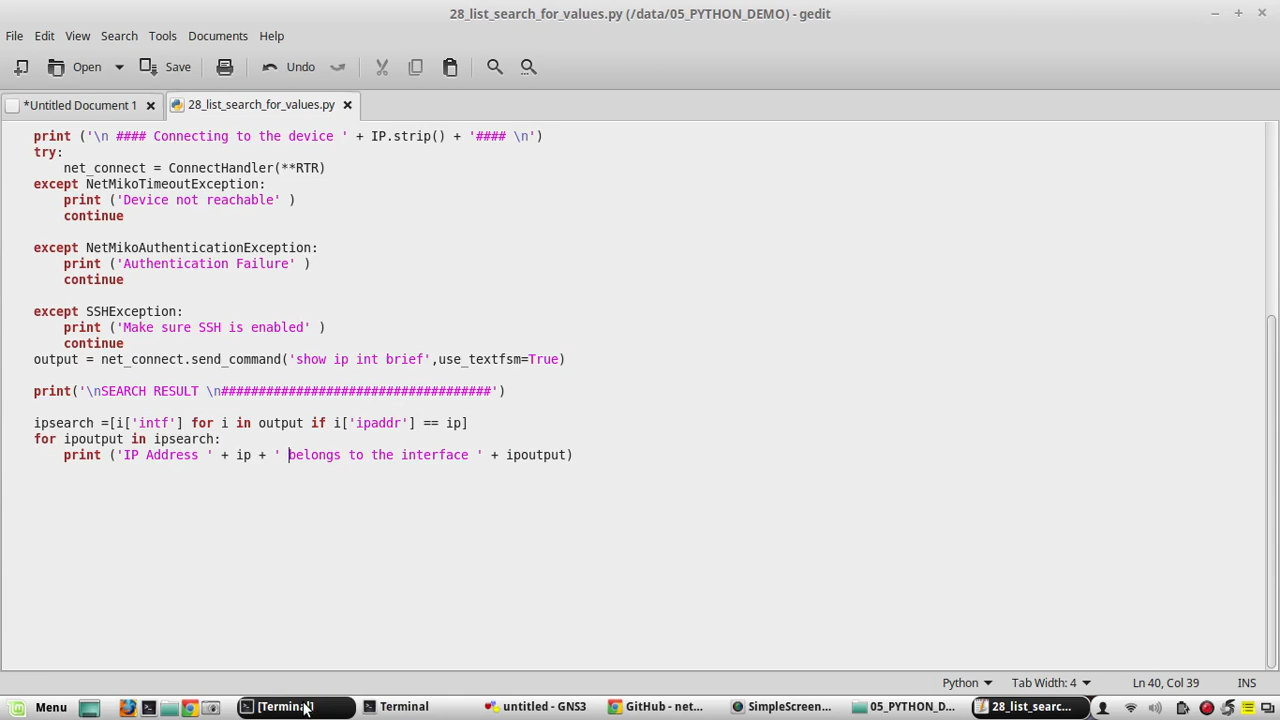 28_list_search_for_values.py (/data/05_PYTHON_DEMO) - gedit
File Edit View Search Tools Documents Help
Open Save Undo
*Untitled Document 1 28_list_search_for_values.py
print ('\n #### Connecting to the device ' + IP.strip() + '#### \n')
try:
net_connect = ConnectHandler(**RTR)
except NetMikoTimeoutException:
print ('Device not reachable' )
continue
except NetMikoAuthenticationException:
print ('Authentication Failure' )
continue
except SSHException:
print ('Make sure SSH is enabled' )
continue
output = net_connect.send_command('show ip int brief',use_textfsm=True)
print('\nSEARCH RESULT \n####################################')
ipsearch =[i['intf'] for i in output if i['ipaddr'] == ip]
for ipoutput in ipsearch:
print ('IP Address ' + ip + ' belongs to the interface ' + ipoutput)
Python Tab Width: 4 Ln 40, Col 39 INS
Menu [Terminal] Terminal untitled - GNS3 GitHub - net... SimpleScreen... 05_PYTHON_D... 28_list_searc...